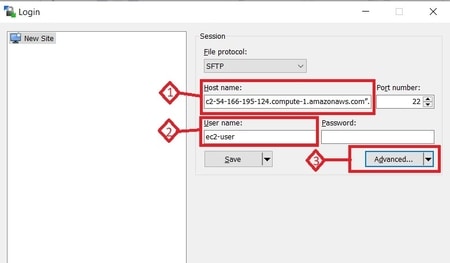 Login
New Site
Session
File protocol:
SFTP
Host name:
Port number:
1
c2-54-166-195-124.compute-1.amazonaws.com".
22
2
User name:
Password:
ec2-user
3
Save
Advanced...